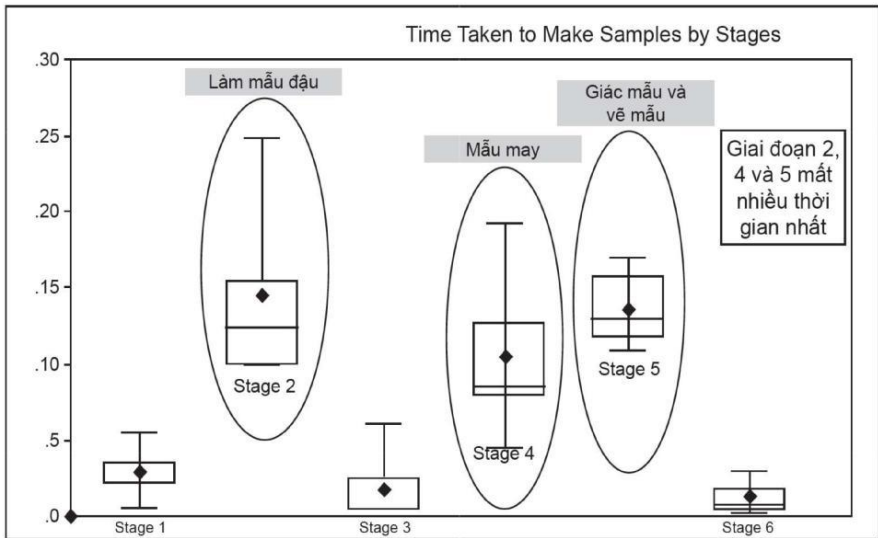 Time Taken to Make Samples by Stages
.30
.25
.20
.15
.10
.5
.0
Làm mẫu đậu
Mẫu may
Giác mẫu và
vẽ mẫu
Giai đoạn 2,
4 và 5 mất
nhiều thời
gian nhất
Stage 1
Stage 2
Stage 3
Stage 4
Stage 5
Stage 6